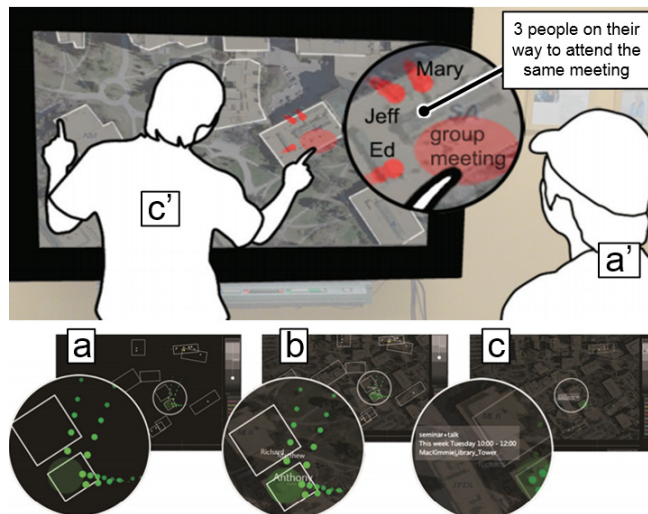 3 people on their
way to attend the
same meeting
Mary
Jeff
Ed
group
meeting
c'
a'
a
b
c
Richard
Anthony
seminar+talk
This week Tuesday 10:00 - 12:00
MacKimmieLibrary_Tower